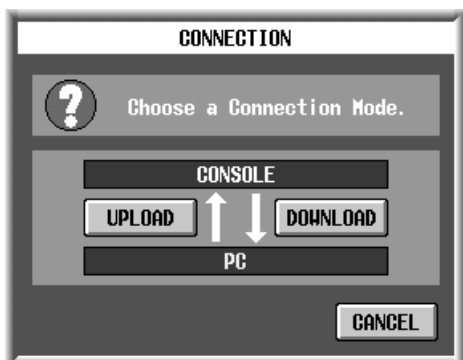 CONNECTION
?
Choose a Connection Mode.
CONSOLE
UPLOAD DOWNLOAD
PC
CANCEL